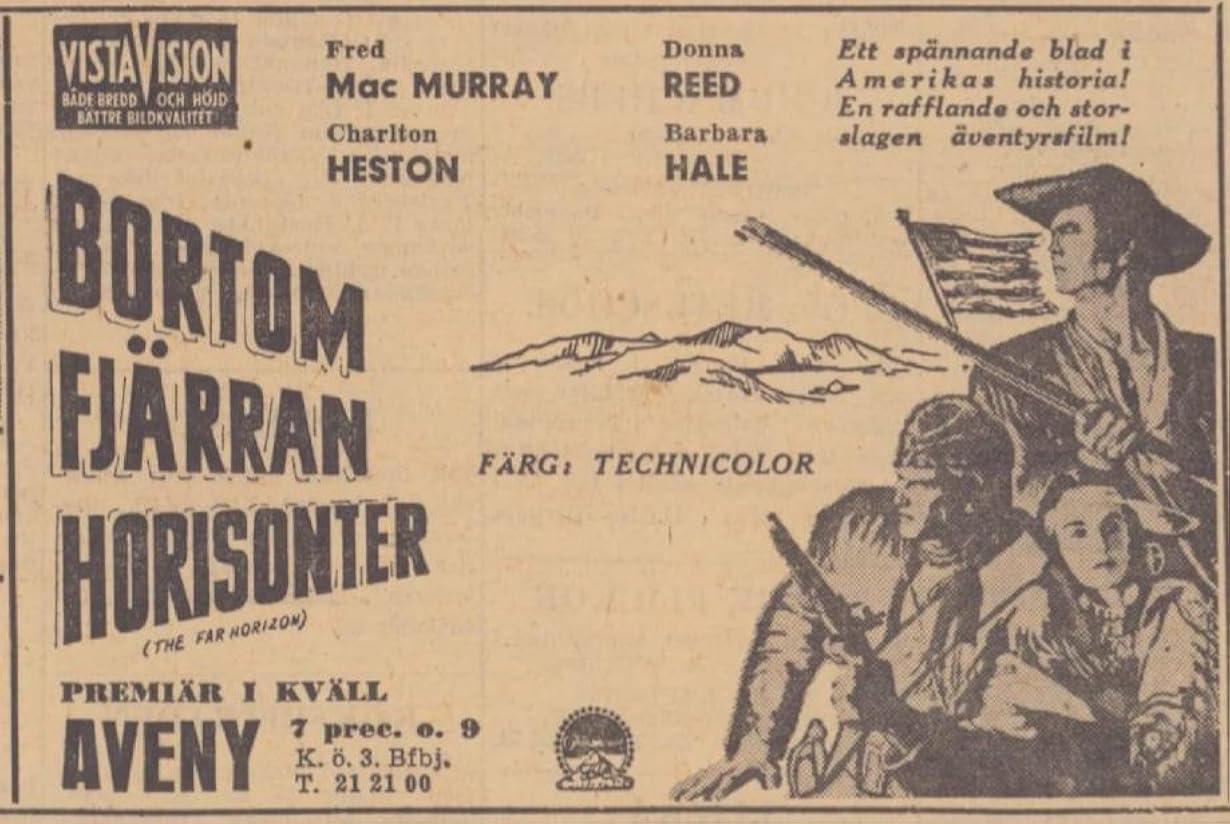 VISTAVISION
BÅDE BREDD OCH HÖJD
BÄTTRE BILDKVALITET
Fred
Mac MURRAY
Charlton
HESTON
Donna
REED
Barbara
HALE
Ett spännande blad i
Amerikas historia!
En rafflande och stor-
slagen äventyrsfilm!
BORTOM
FJÄRRAN
HORISONTER
(THE FAR HORIZON)
FÄRG: TECHNICOLOR
PREMIÄR I KVÄLL
AVENY
7 prec. o. 9
K. ö. 3. Bfbj.
T. 21 21 00